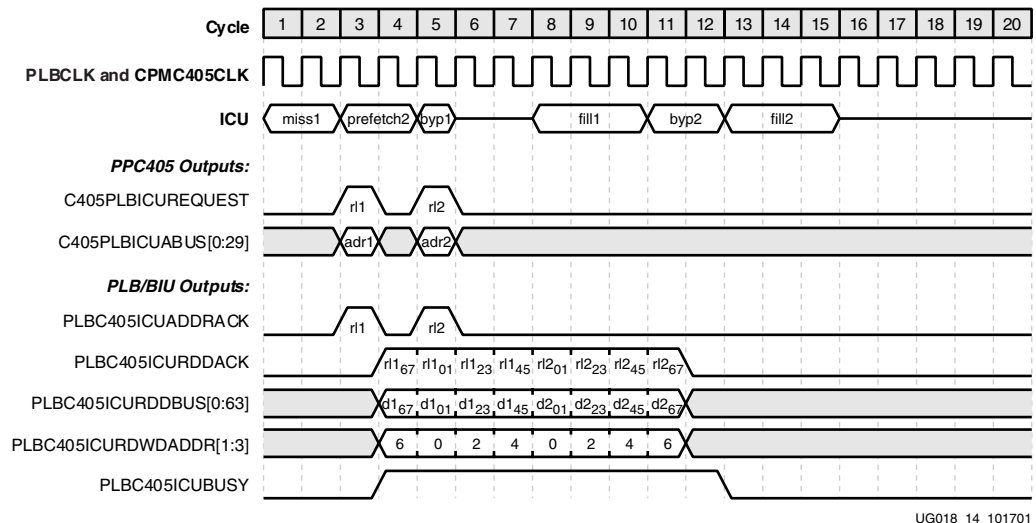 Cycle 1 2 3 4 5 6 7 8 9 10 11 12 13 14 15 16 17 18 19 20
PLBCLK and CPMC405CLK
ICU miss1 prefetch2 byp1 fill1 byp2 fill2
PPC405 Outputs:
C405PLBICUREQUEST rl1 rl2
C405PLBICUABUS[0:29] adr1 adr2
PLB/BIU Outputs:
PLBC405ICUADDRACK rl1 rl2
PLBC405ICURDDACK rl167 rl101 rl123 rl145 rl201 rl223 rl245 rl267
PLBC405ICURDDBUS[0:63] d167 d101 d123 d145 d201 d223 d245 d267
PLBC405ICURDWDADDR[1:3] 6 0 2 4 0 2 4 6
PLBC405ICUBUSY
UG018_14_101701